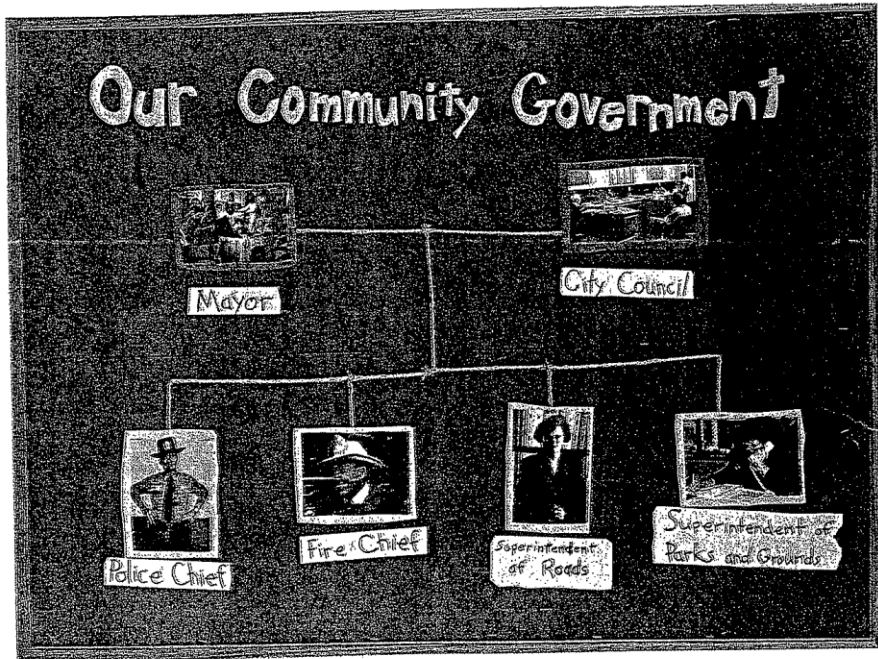 Our Community Government
Mayor
City Council
Police Chief
Fire Chief
Superintendent
of Roads
Superintendent of
Parks and Grounds